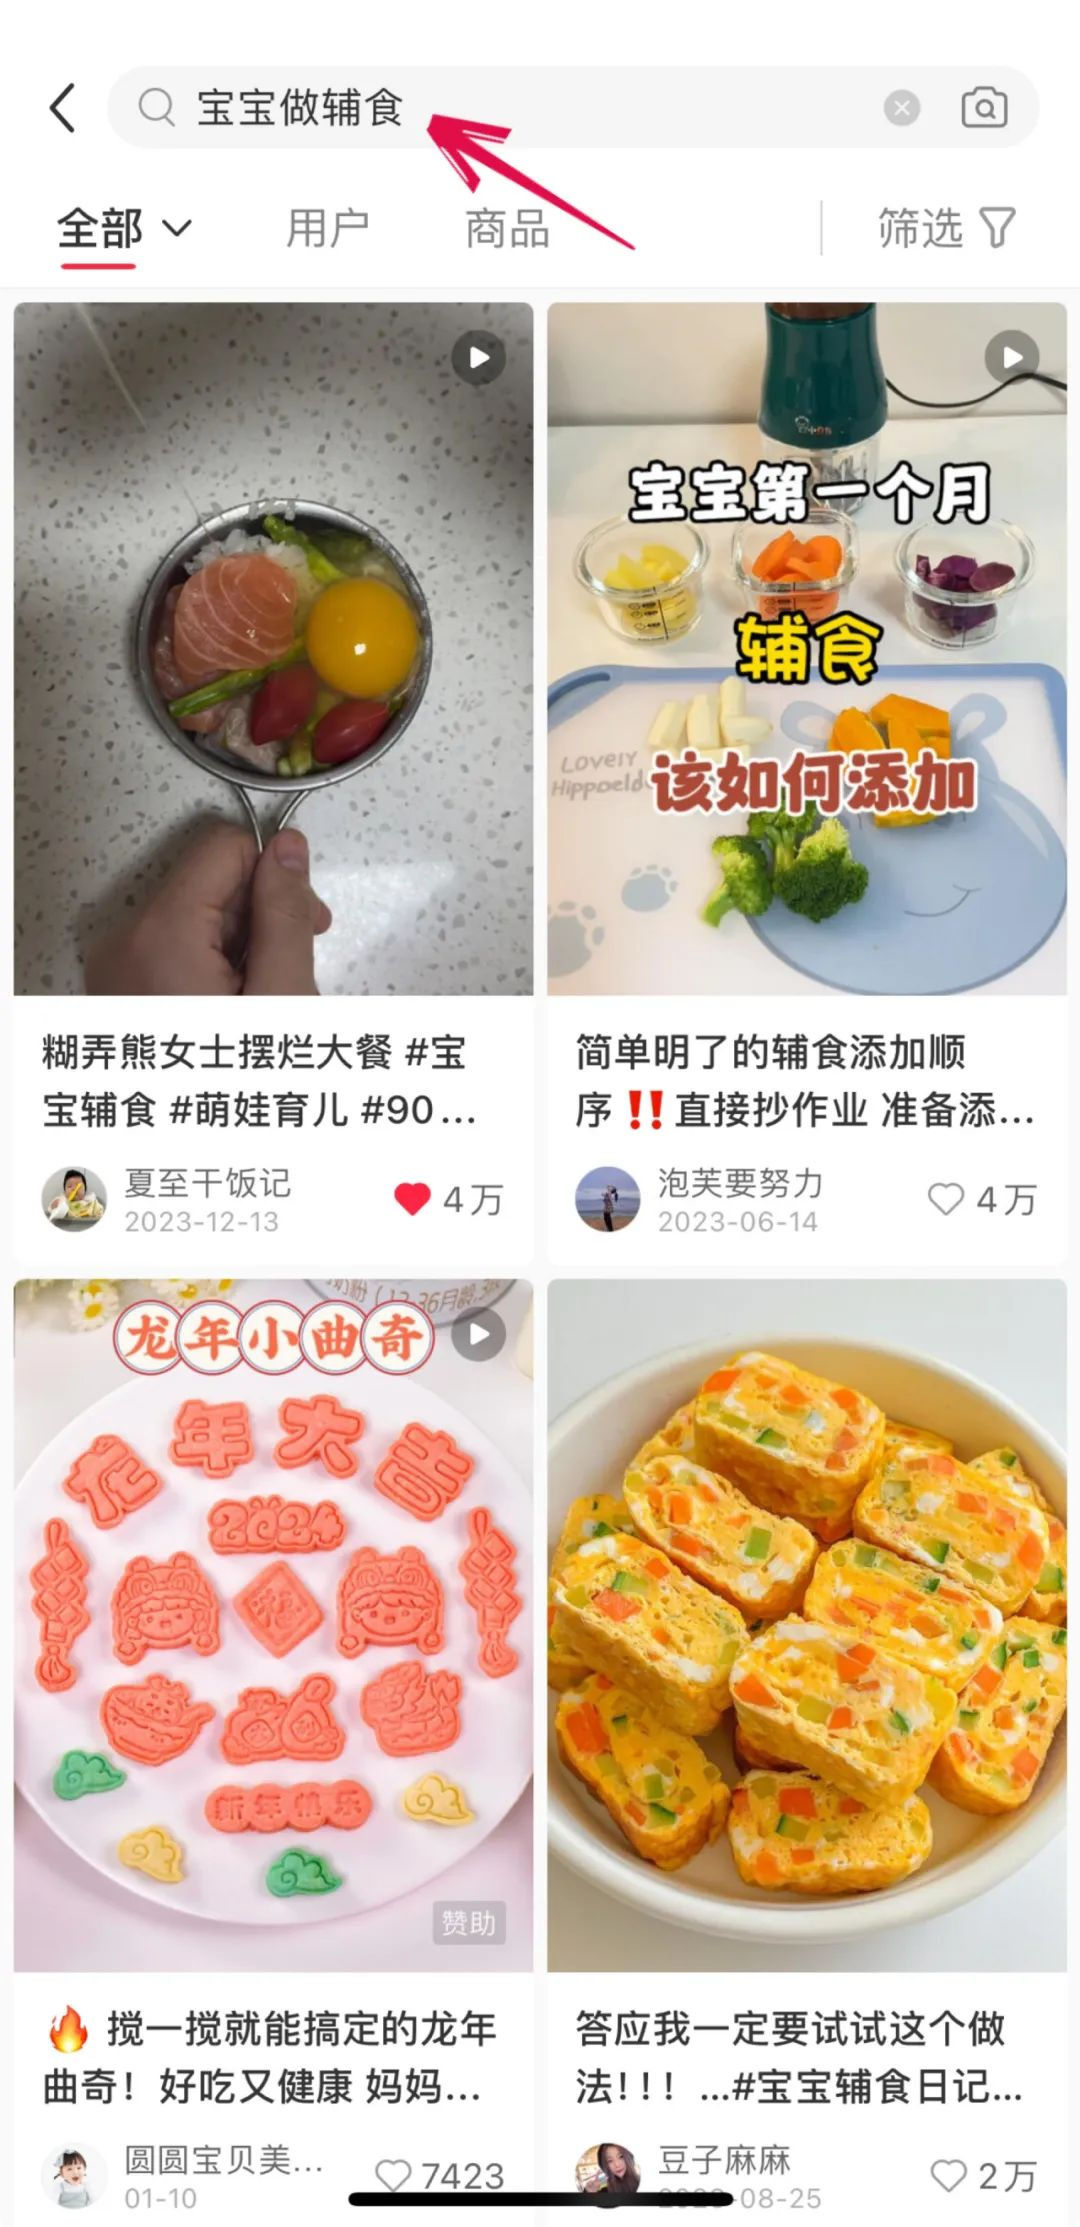 宝宝做辅食
全部 用户 商品 筛选
宝宝第一个月
辅食
Lovely
该如何添加
糊弄熊女士摆烂大餐 #宝
宝辅食 #萌娃育儿 #90...
夏至干饭记
2023-12-13
4万
简单明了的辅食添加顺
序‼️直接抄作业 准备添...
泡芙要努力
2023-06-14
4万
龙年小曲奇
龙年大吉
2024
福
新年快乐
赞助
🔥 搅一搅就能搞定的龙年
曲奇！好吃又健康 妈妈...
圆圆宝贝美...
01-10
7423
答应我一定要试试这个做
法！！！...#宝宝辅食日记...
豆子麻麻
-08-25
2万